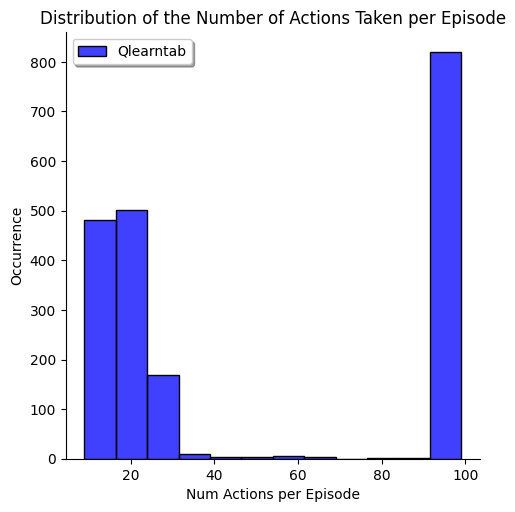 Distribution of the Number of Actions Taken per Episode
Qlearntab
800
700
600
500
400
300
200
100
0
Occurrence
20 40 60 80 100
Num Actions per Episode